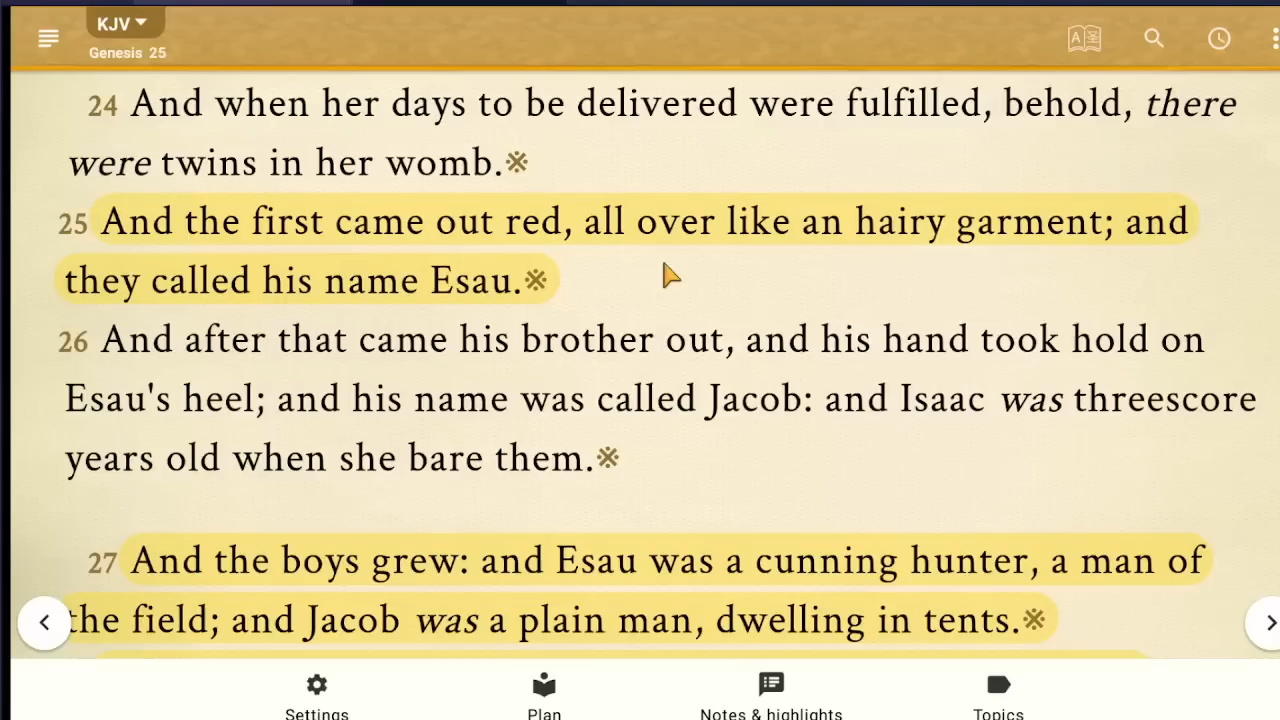 KJV
Genesis 25
24 And when her days to be delivered were fulfilled, behold, there
were twins in her womb.※
25 And the first came out red, all over like an hairy garment; and
they called his name Esau.※
26 And after that came his brother out, and his hand took hold on
Esau's heel; and his name was called Jacob: and Isaac was threescore
years old when she bare them.※
27 And the boys grew: and Esau was a cunning hunter, a man of
the field; and Jacob was a plain man, dwelling in tents.※
Settings Plan Notes & highlights Topics